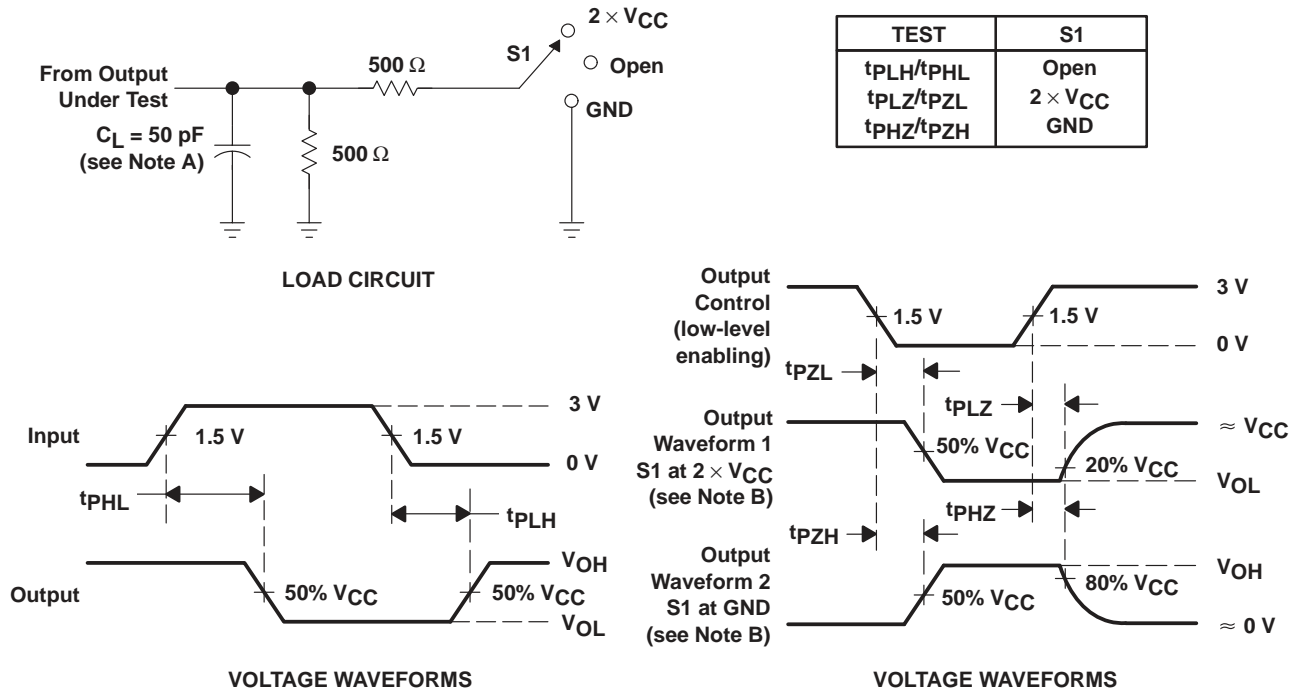 2 × VCC
S1
500 Ω
Open
From Output
Under Test
GND
CL = 50 pF
(see Note A)
500 Ω
LOAD CIRCUIT
TEST S1
tPLH/tPHL Open
tPLZ/tPZL 2 × VCC
tPHZ/tPZH GND
Input
3 V
1.5 V
1.5 V
0 V
tPHL
tPLH
Output
VOH
50% VCC
50% VCC
VOL
VOLTAGE WAVEFORMS
Output
Control
(low-level
enabling)
3 V
1.5 V
1.5 V
0 V
tPZL
tPLZ
Output
Waveform 1
S1 at 2 × VCC
(see Note B)
≈ VCC
50% VCC
20% VCC
VOL
tPHZ
tPZH
Output
Waveform 2
S1 at GND
(see Note B)
VOH
50% VCC
80% VCC
≈ 0 V
VOLTAGE WAVEFORMS